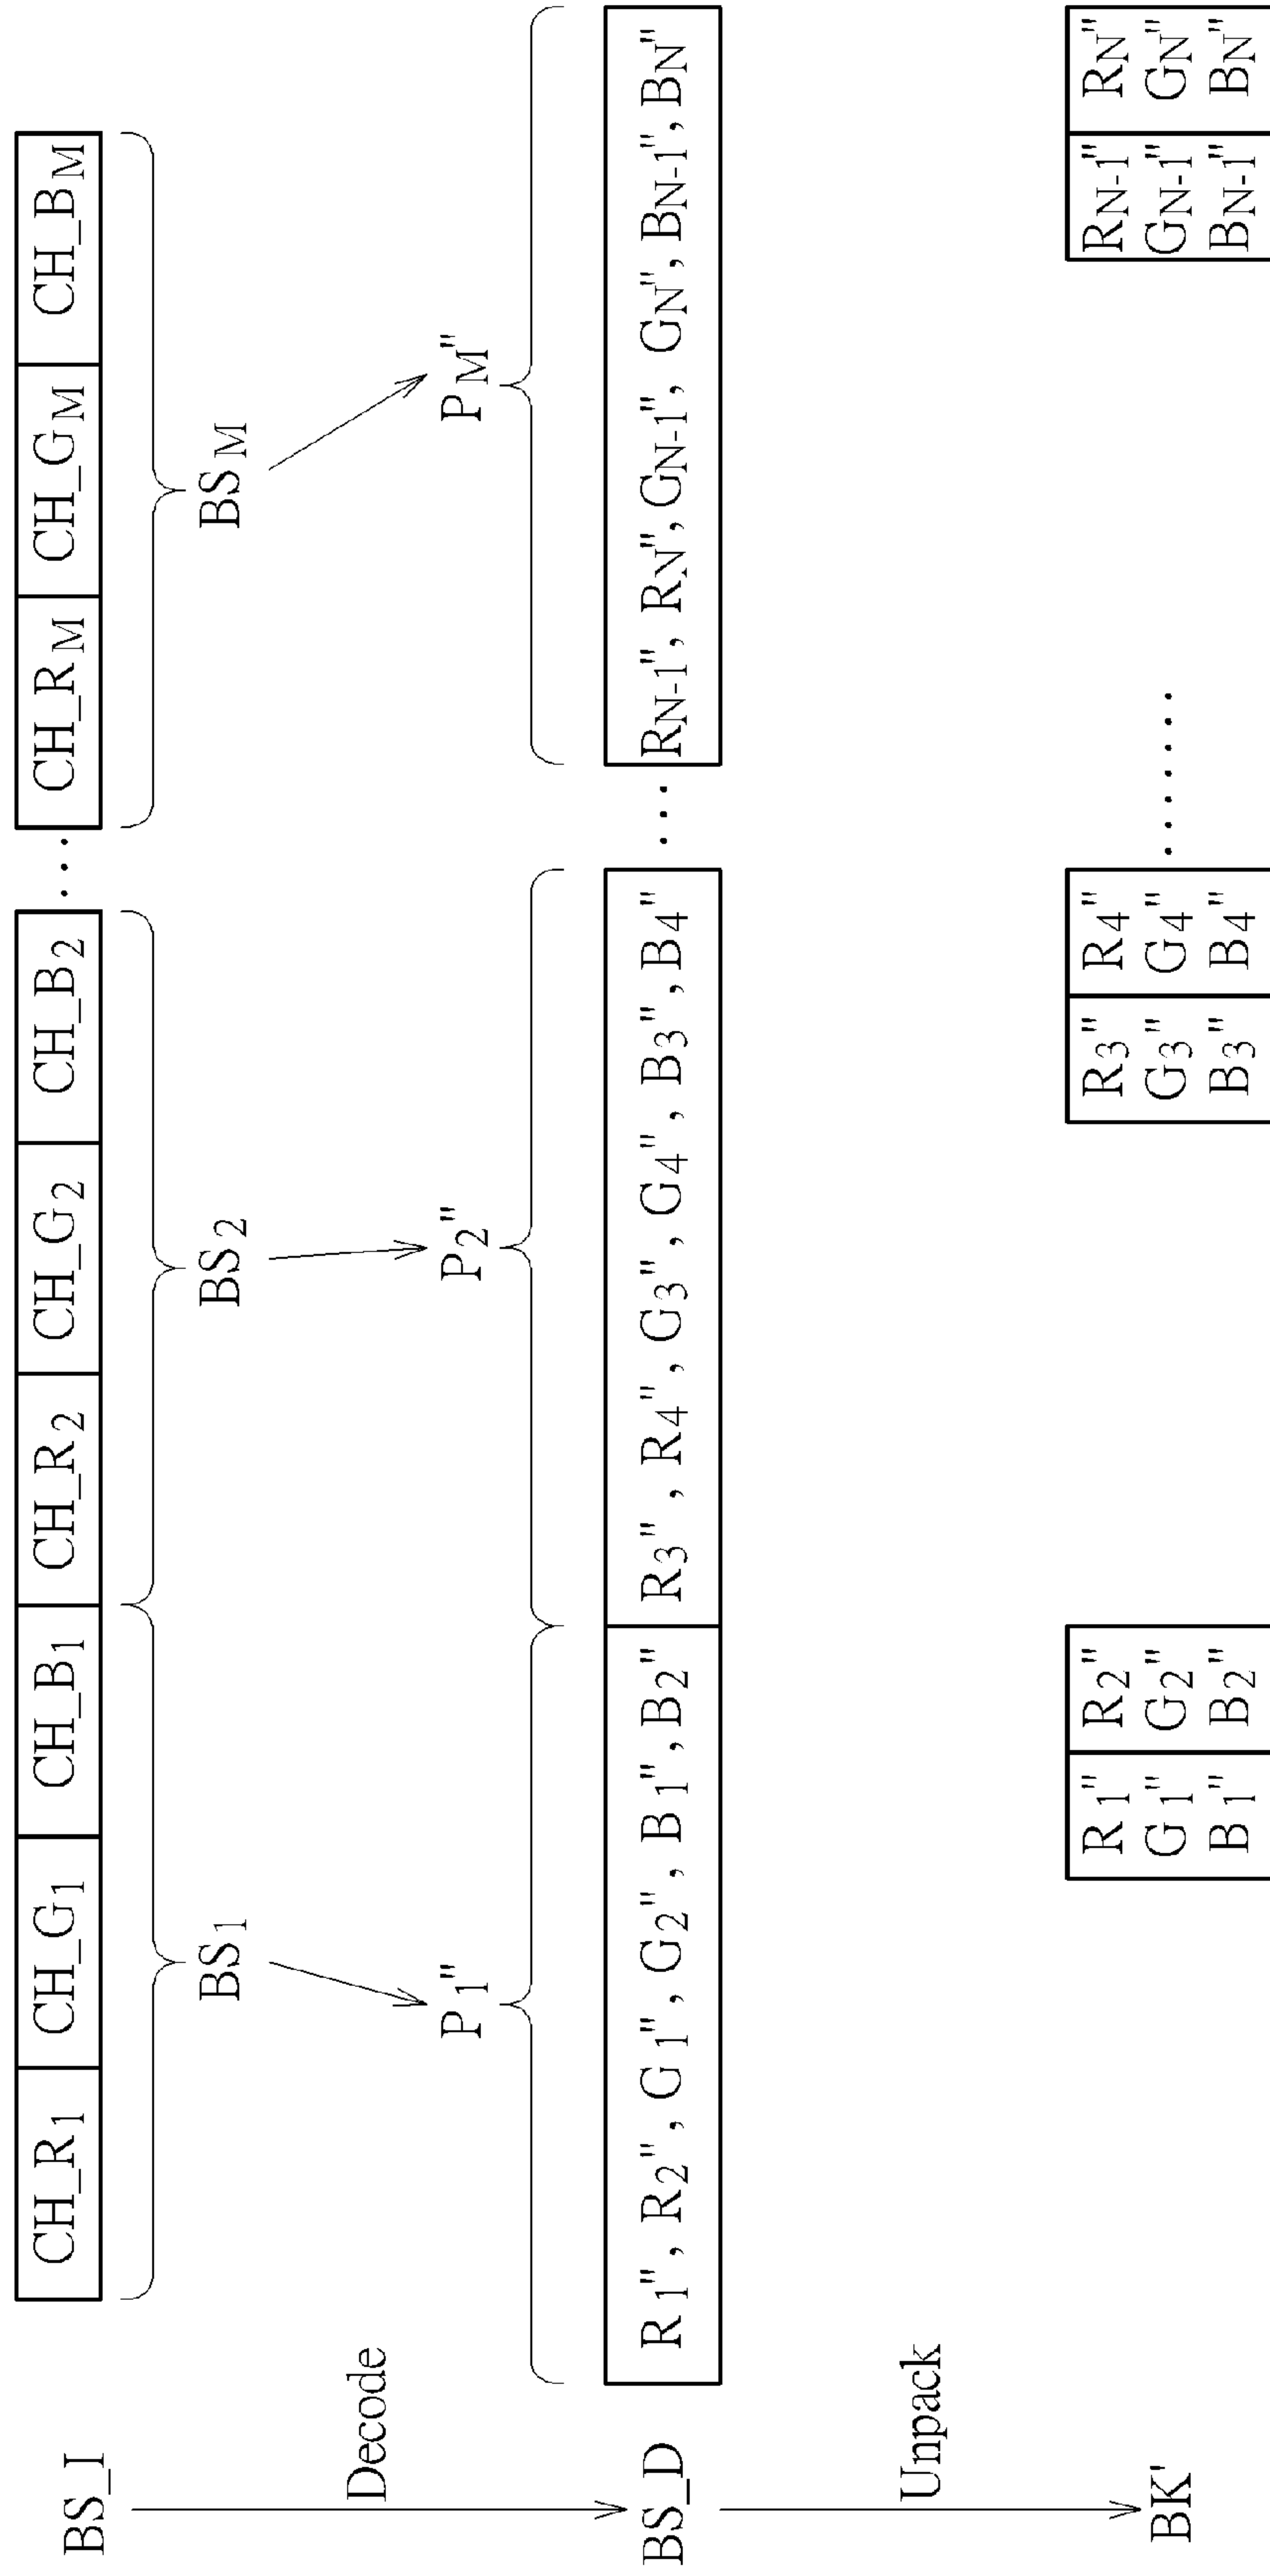 BS_I CH_R1 CH_G1 CH_B1 CH_R2 CH_G2 CH_B2 ... CH_RM CH_GM CH_BM
BS1 BS2 BSM
Decode
P1" P2" PM"
BS_D R1", R2", G1", G2", B1", B2" R3", R4", G3", G4", B3", B4" ... RN-1", RN", GN-1", GN", BN-1", BN"
Unpack
R1" R2" R3" R4" RN-1" RN"
BK' G1" G2" G3" G4" ....... GN-1" GN"
B1" B2" B3" B4" BN-1" BN"